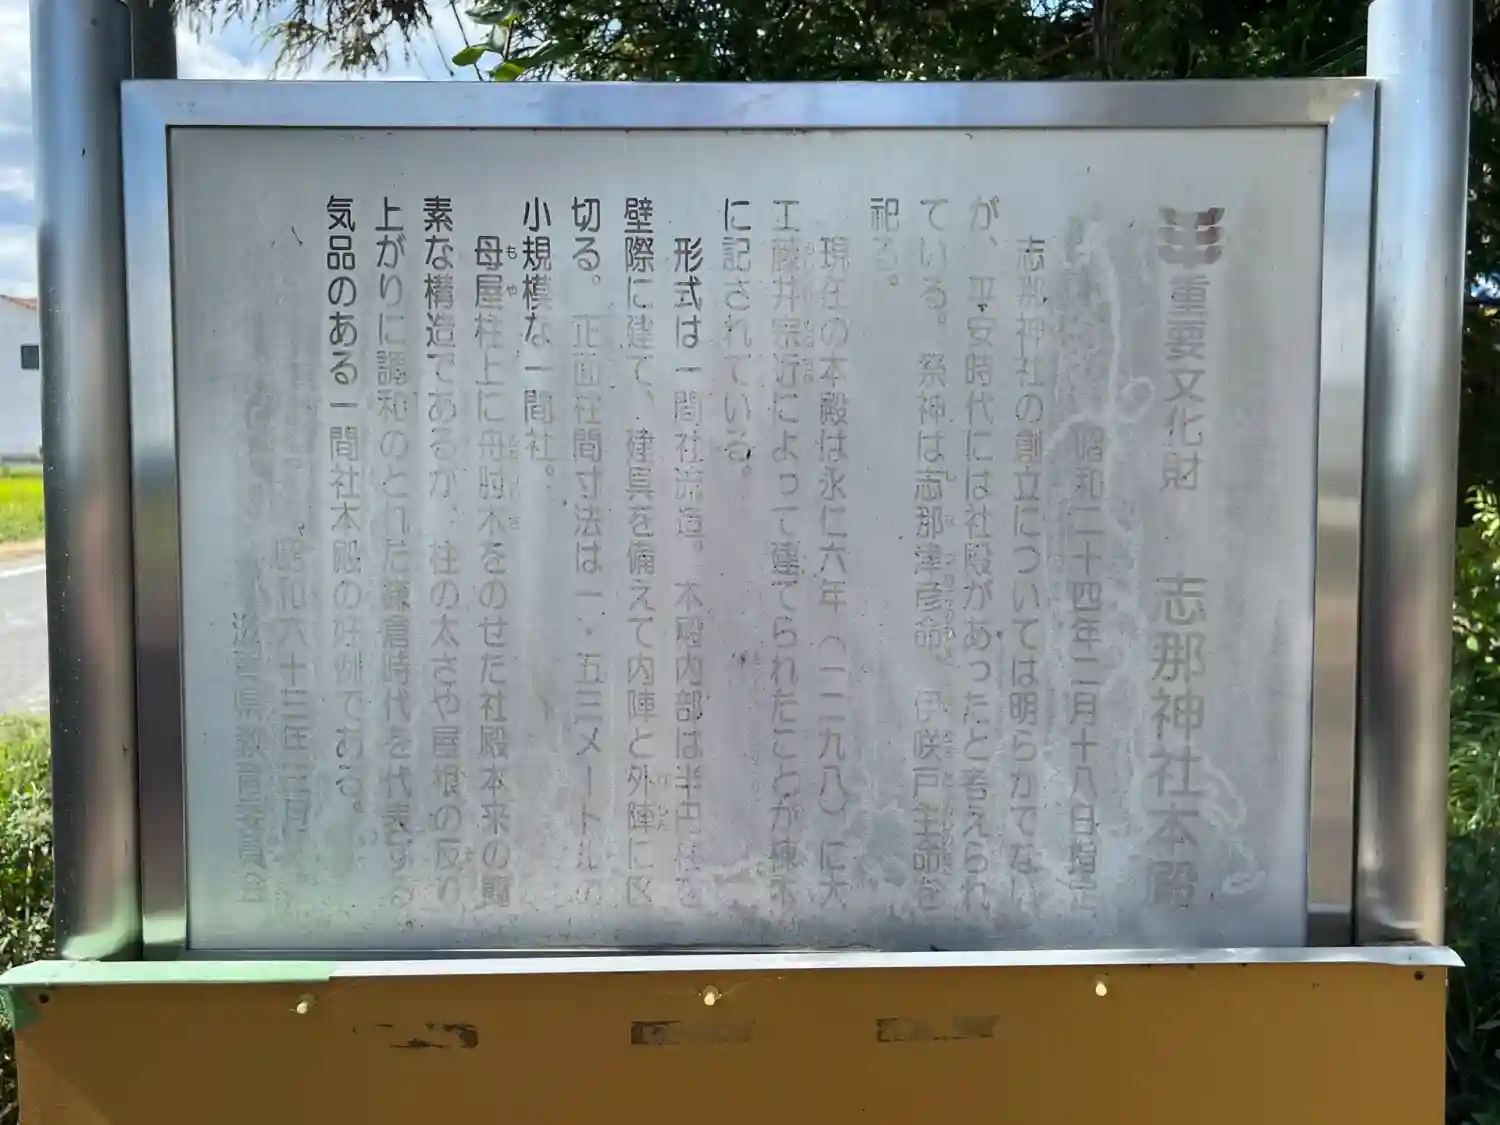 重要文化財 志那神社本殿
昭和二十四年二月十八日指定
志那神社の創立については明らかでない
が、平安時代には社殿があったと考えられ
ている。祭神は志那津彦命、伊咲戸主命を
祀る。
現在の本殿は永仁六年(一二九八)に大
工藤井宗近によって建てられたことが棟木
に記されている。
形式は一間社流造。本殿内部は半円柱を
壁際に建て、建具を備えて内陣と外陣に区
切る。正面柱間寸法は一・五三メートルの
小規模な一間社。
母屋柱上に舟肘木をのせた社殿本来の簡
素な構造であるが、柱の太さや屋根の反り
上がりに調和のとれた鎌倉時代を代表する
気品のある一間社本殿の好例である。
昭和六十三年三月
滋賀県教育委員会